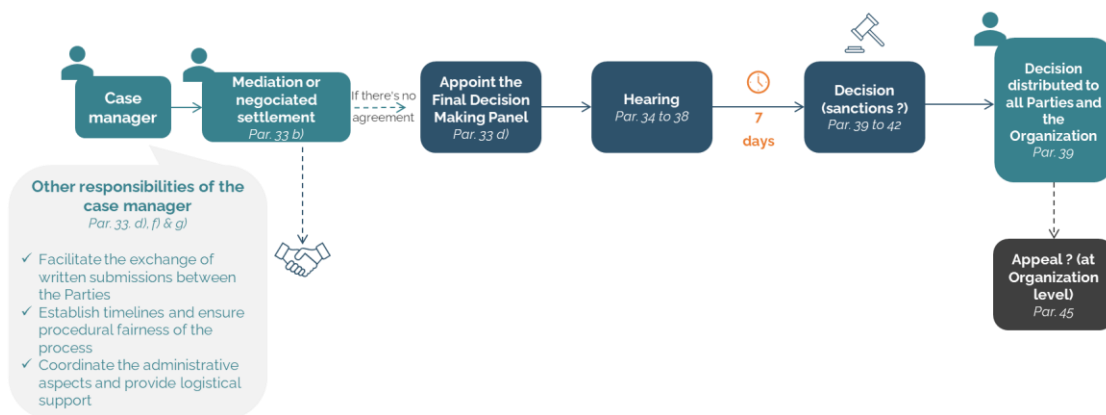 Case
manager
Mediation or
negociated
settlement
Par. 33 b)
If there's no
agreement
Appoint the
Final Decision
Making Panel
Par. 33 d)
Hearing
Par. 34 to 38
7
days
Decision
(sanctions ?)
Par. 39 to 42
Decision
distributed to
all Parties and
the
Organization
Par. 39
Appeal ? (at
Organization
level)
Par. 45
Other responsibilities of the
case manager
Par. 33. d), f) & g)
✓ Facilitate the exchange of
written submissions between
the Parties
✓ Establish timelines and ensure
procedural fairness of the
process
✓ Coordinate the administrative
aspects and provide logistical
support